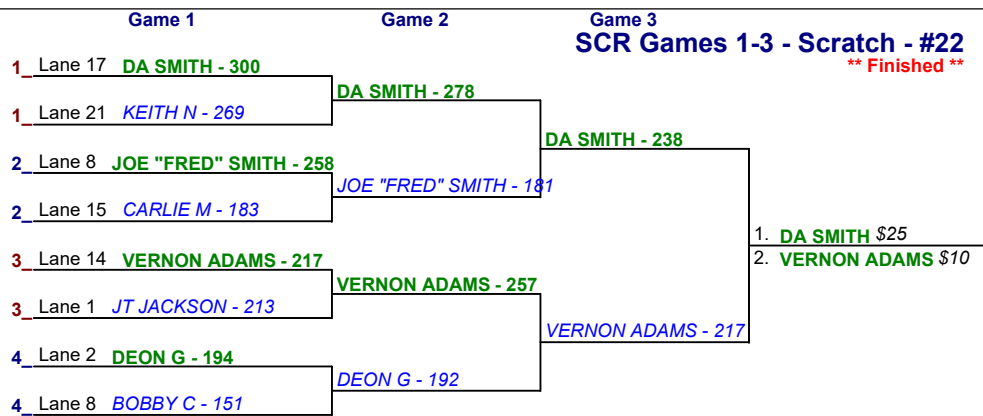 Game 1
Game 2
Game 3
SCR Games 1-3 - Scratch - #22
** Finished **
1_ Lane 17 DA SMITH - 300
DA SMITH - 278
1_ Lane 21 KEITH N - 269
DA SMITH - 238
2_ Lane 8 JOE "FRED" SMITH - 258
JOE "FRED" SMITH - 181
2_ Lane 15 CARLIE M - 183
1. DA SMITH $25
2. VERNON ADAMS $10
3_ Lane 14 VERNON ADAMS - 217
VERNON ADAMS - 257
3_ Lane 1 JT JACKSON - 213
VERNON ADAMS - 217
4_ Lane 2 DEON G - 194
DEON G - 192
4_ Lane 8 BOBBY C - 151